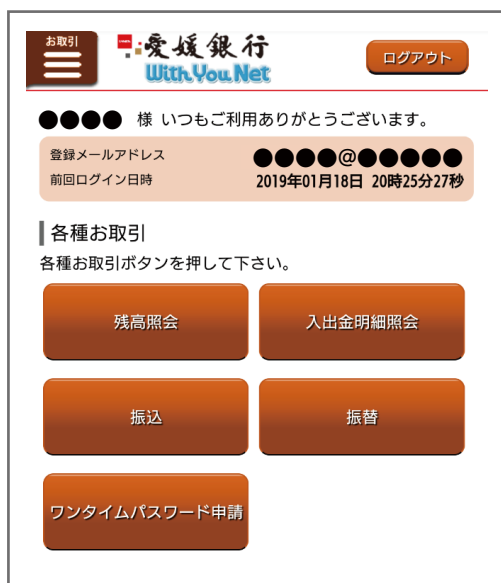 お取引
愛媛銀行
With You Net
ログアウト
●●●● 様 いつもご利用ありがとうございます。
登録メールアドレス ●●●●@●●●●●
前回ログイン日時 2019年01月18日 20時25分27秒
各種お取引
各種お取引ボタンを押して下さい。
残高照会 入出金明細照会
振込 振替
ワンタイムパスワード申請